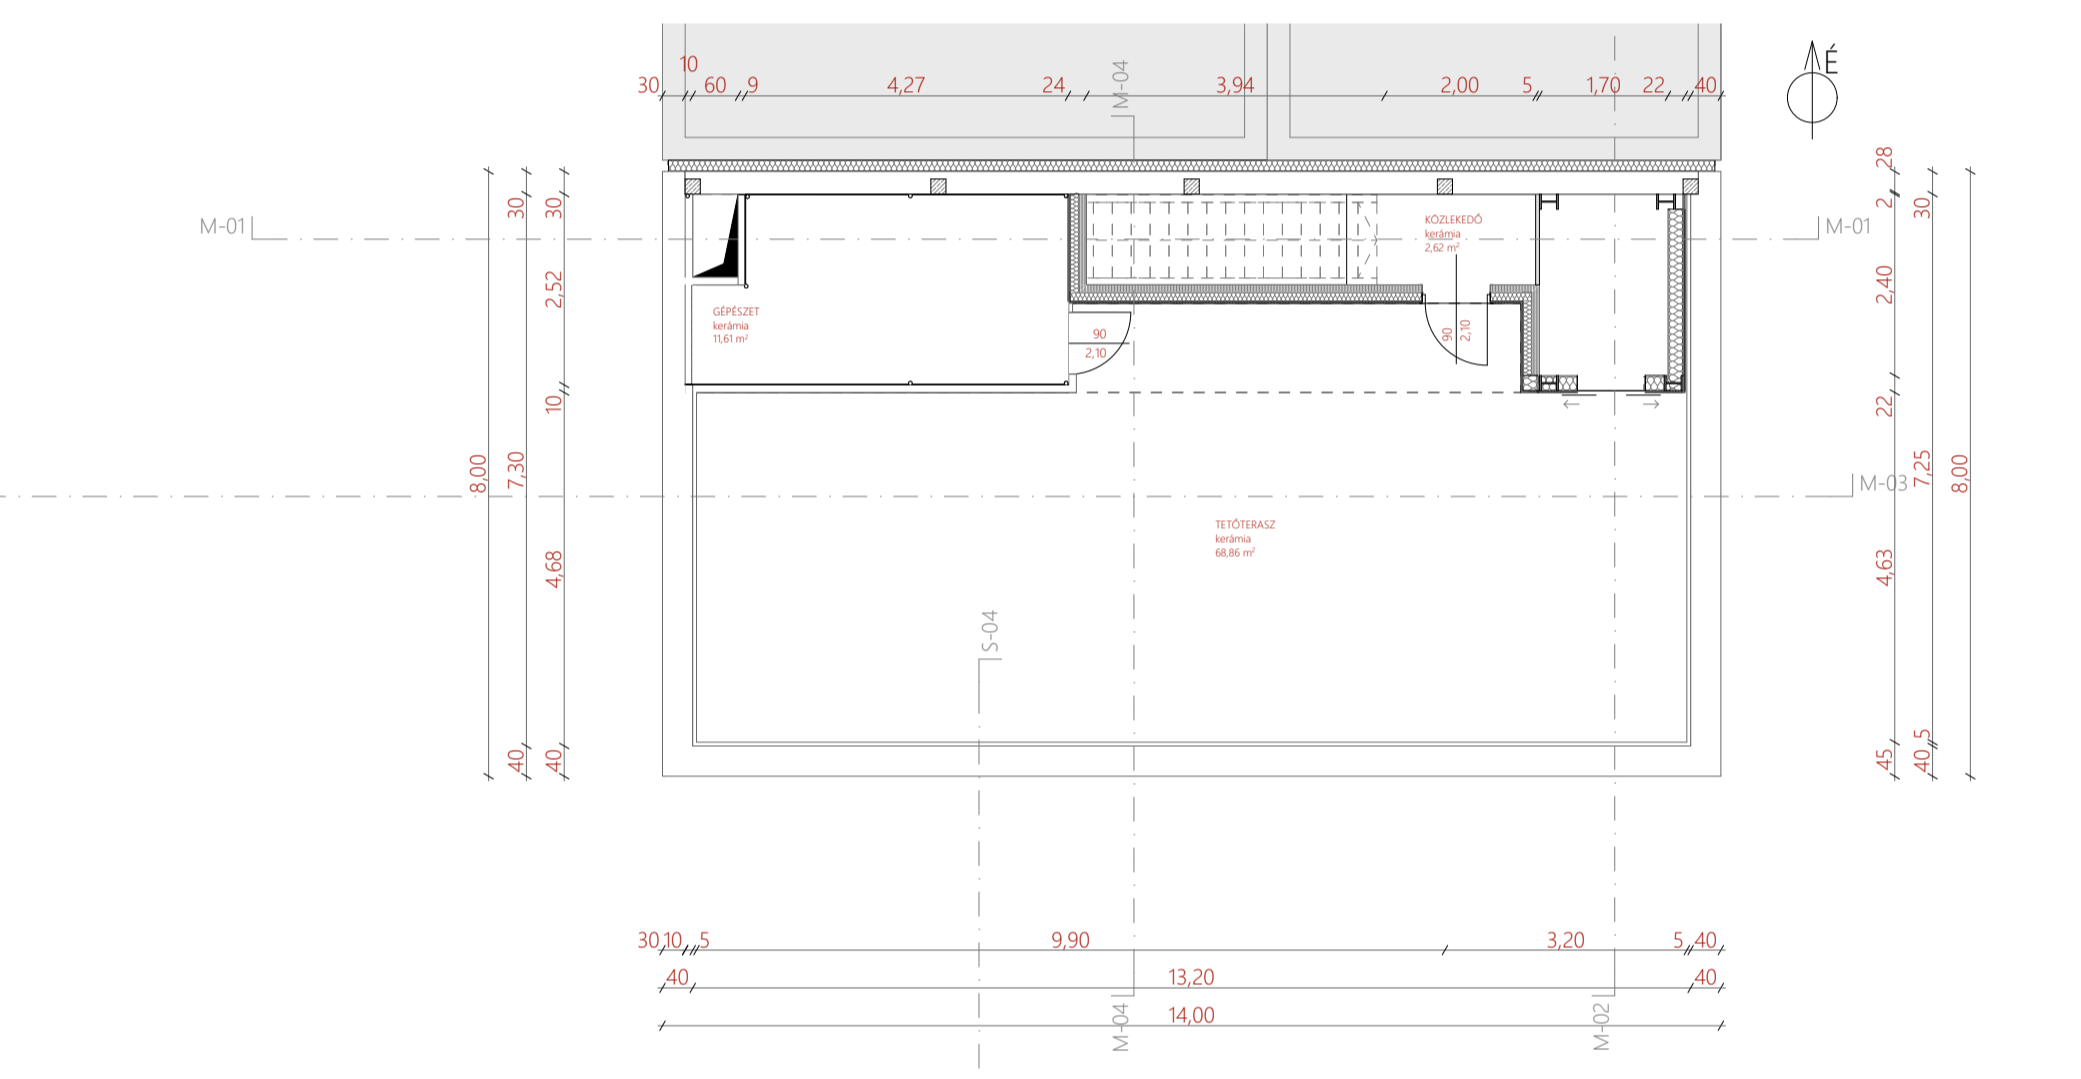 10
30 60 9 4,27 24 3,94 2,00 5 1,70 22 40
M-04
É
28
2
30
2,40
22
7,25
8,00
4,63
5
45
40
30
30
2,52
10
8,00
7,30
4,68
40
40
M-01
M-01
KÖZLEKEDŐ
kerámia
2,62 m²
GÉPÉSZET
kerámia
11,61 m²
90
2,10
90
2,10
M-03
TETŐTERASZ
kerámia
68,86 m²
S-04
30 10 5 9,90 3,20 5 40
40 13,20 40
14,00
M-04
M-02